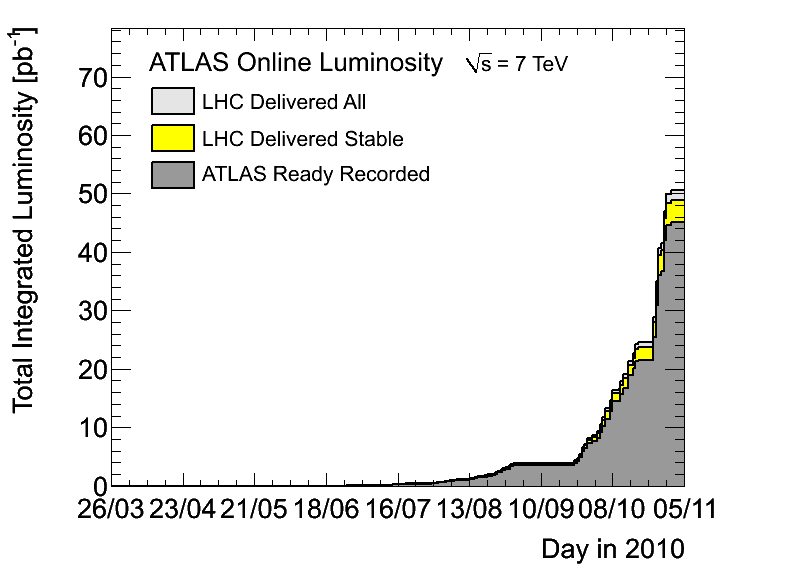 Total Integrated Luminosity [pb⁻¹]
ATLAS Online Luminosity √s = 7 TeV
LHC Delivered All
LHC Delivered Stable
ATLAS Ready Recorded
70
60
50
40
30
20
10
0
26/03 23/04 21/05 18/06 16/07 13/08 10/09 08/10 05/11
Day in 2010